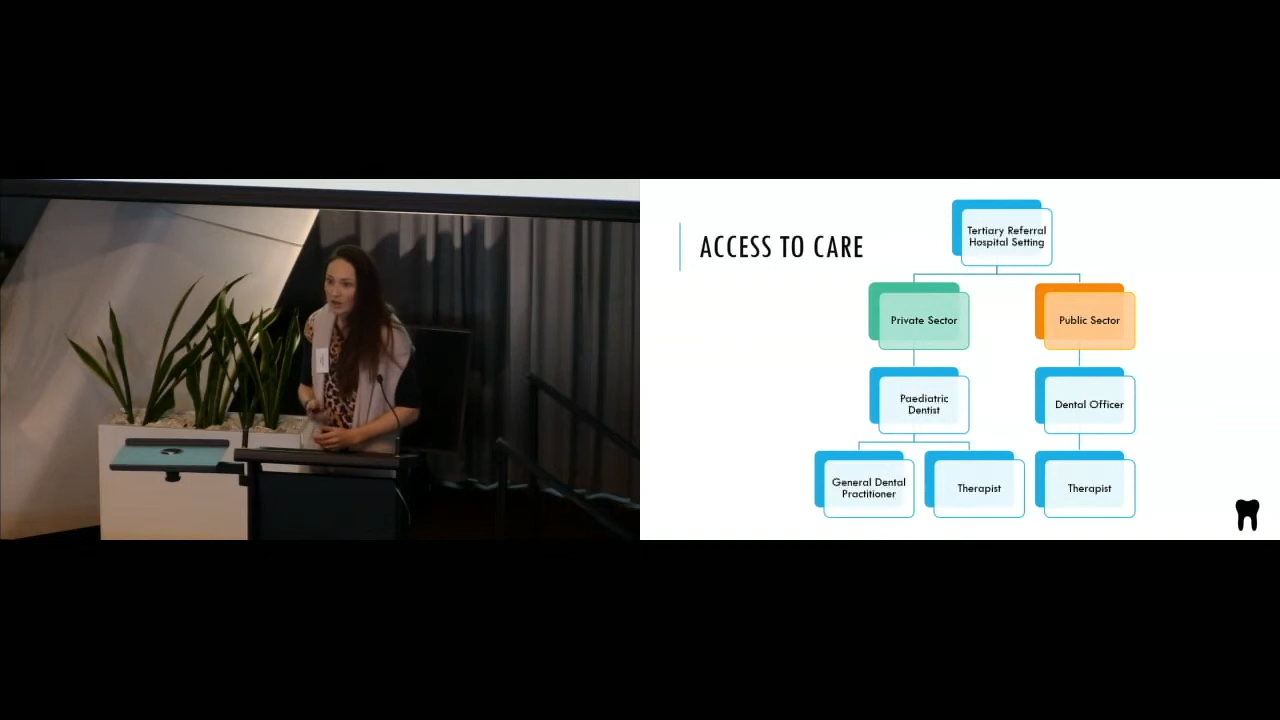 ACCESS TO CARE
Tertiary Referral
Hospital Setting
Private Sector
Public Sector
Paediatric
Dentist
Dental Officer
General Dental
Practitioner
Therapist
Therapist